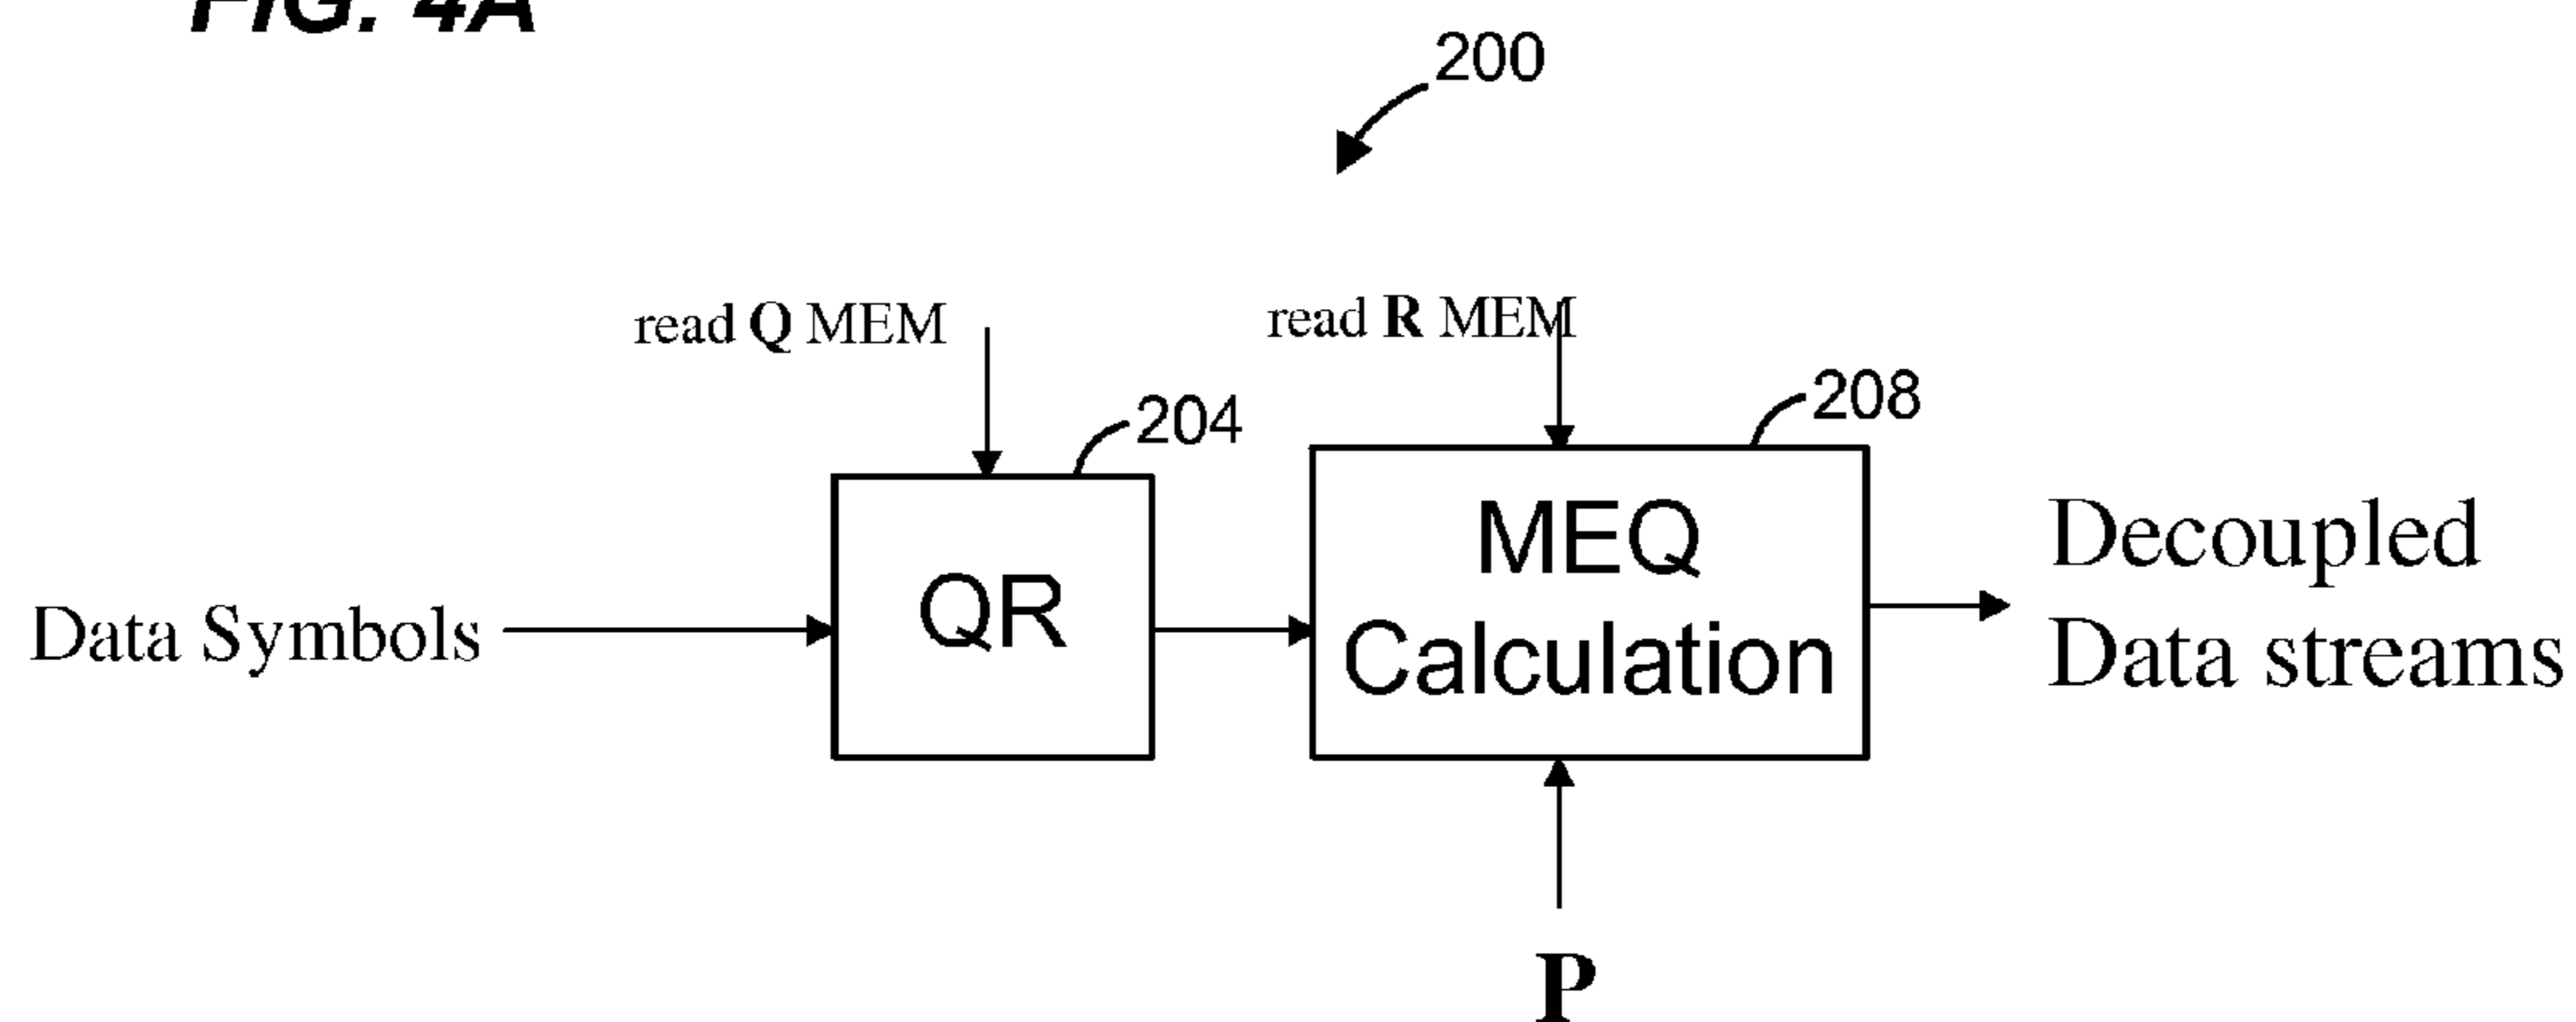 FIG. 4A
200
read Q MEM
read R MEM
204
208
Data Symbols
QR
MEQ
Calculation
Decoupled
Data streams
P